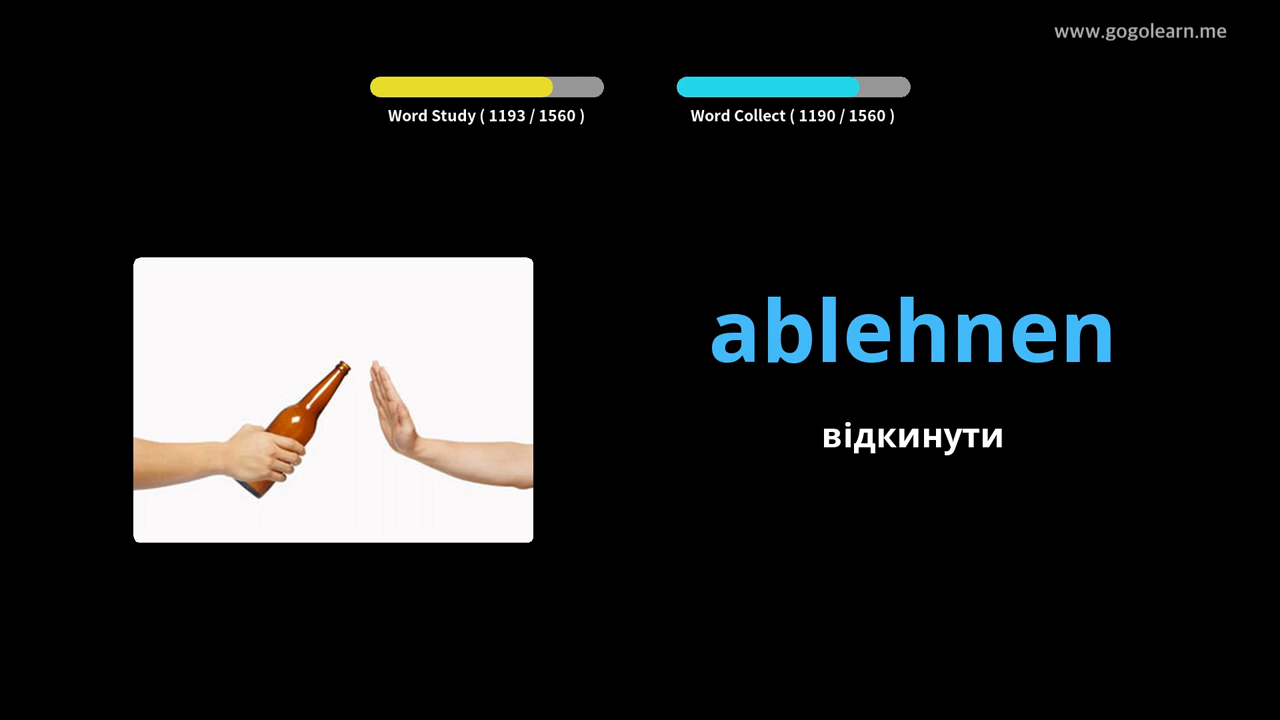 www.gogolearn.me
Word Study ( 1193 / 1560 )
Word Collect ( 1190 / 1560 )
ablehnen
відкинути